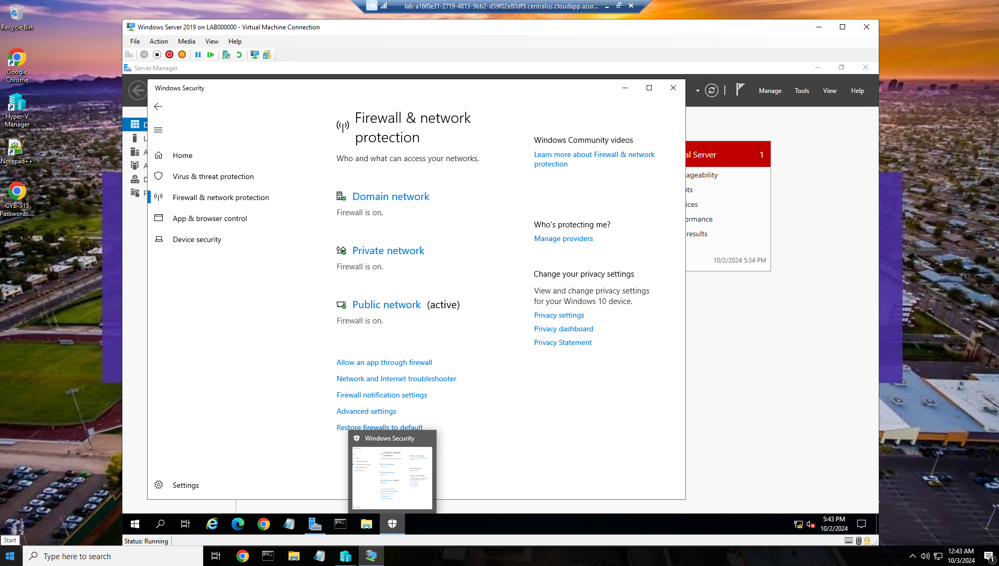 Recycle Bin
Google
Chrome
Hyper-V
Manager
Notepad++
CYB-515
Passwords....
lab-a16f0e31-2719-4813-9bb2-d59f02e80df9.centralus.cloudapp.azur...
Windows Server 2019 on LAB000000 - Virtual Machine Connection
File Action Media View Help
Server Manager
Manage Tools View Help
Windows Security
Home
Virus & threat protection
Firewall & network protection
App & browser control
Device security
Settings
Firewall & network
protection
Who and what can access your networks.
Domain network
Firewall is on.
Private network
Firewall is on.
Public network (active)
Firewall is on.
Allow an app through firewall
Network and Internet troubleshooter
Firewall notification settings
Advanced settings
Restore firewalls to default
Windows Community videos
Learn more about Firewall & network
protection
Who's protecting me?
Manage providers
Change your privacy settings
View and change privacy settings
for your Windows 10 device.
Privacy settings
Privacy dashboard
Privacy Statement
al Server 1
ageability
nts
ices
ormance
results
10/2/2024 5:34 PM
Windows Security
5:43 PM
10/2/2024
Status: Running
Start
Type here to search
12:43 AM
10/3/2024
1